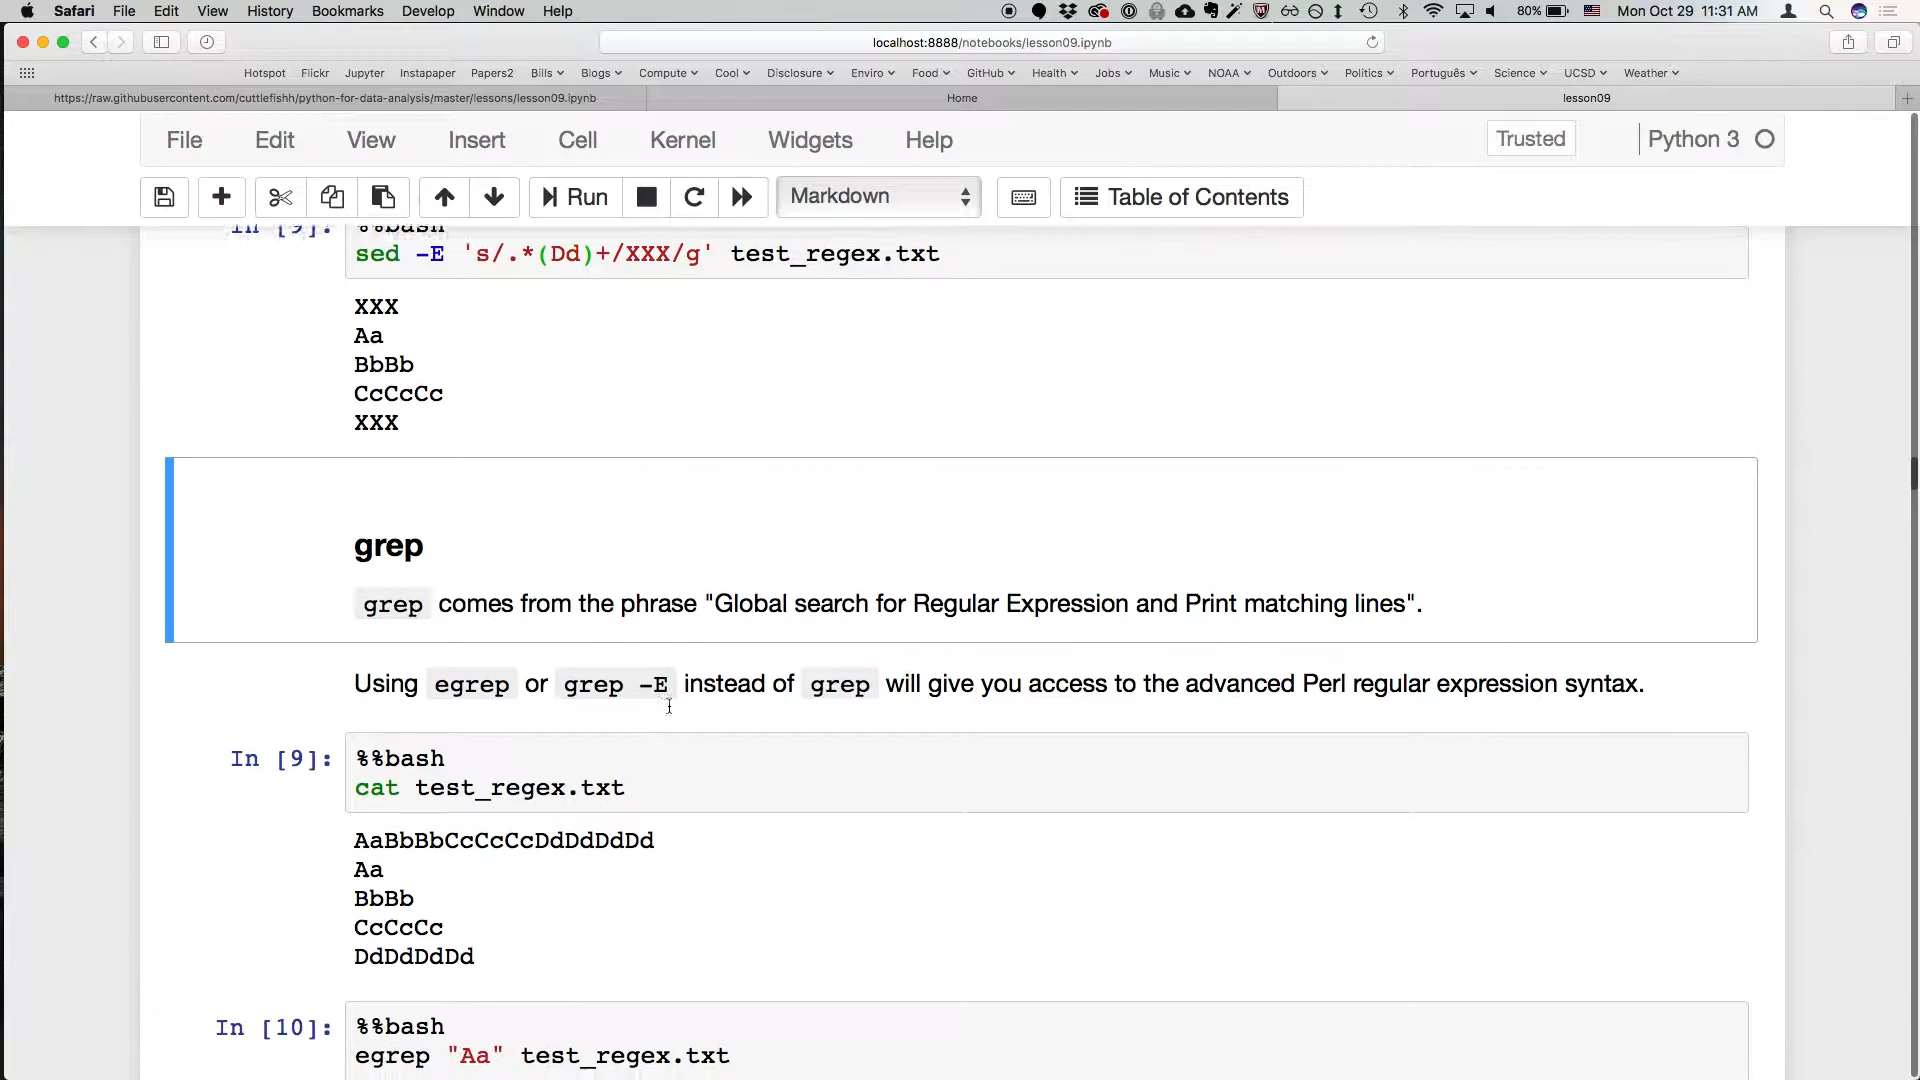 Safari File Edit View History Bookmarks Develop Window Help 80% Mon Oct 29 11:31 AM
localhost:8888/notebooks/lesson09.ipynb
Hotspot Flickr Jupyter Instapaper Papers2 Bills Blogs Compute Cool Disclosure Enviro Food GitHub Health Jobs Music NOAA Outdoors Politics Português Science UCSD Weather
https://raw.githubusercontent.com/cuttlefishh/python-for-data-analysis/master/lessons/lesson09.ipynb Home lesson09
File Edit View Insert Cell Kernel Widgets Help Trusted Python 3
Run Markdown Table of Contents
In [9]: %%bash
sed -E 's/.*(Dd)+/XXX/g' test_regex.txt
XXX
Aa
BbBb
CcCcCc
XXX
grep
grep comes from the phrase "Global search for Regular Expression and Print matching lines".
Using egrep or grep -E instead of grep will give you access to the advanced Perl regular expression syntax.
In [9]: %%bash
cat test_regex.txt
AaBbBbCcCcCcDdDdDdDd
Aa
BbBb
CcCcCc
DdDdDdDd
In [10]: %%bash
egrep "Aa" test_regex.txt